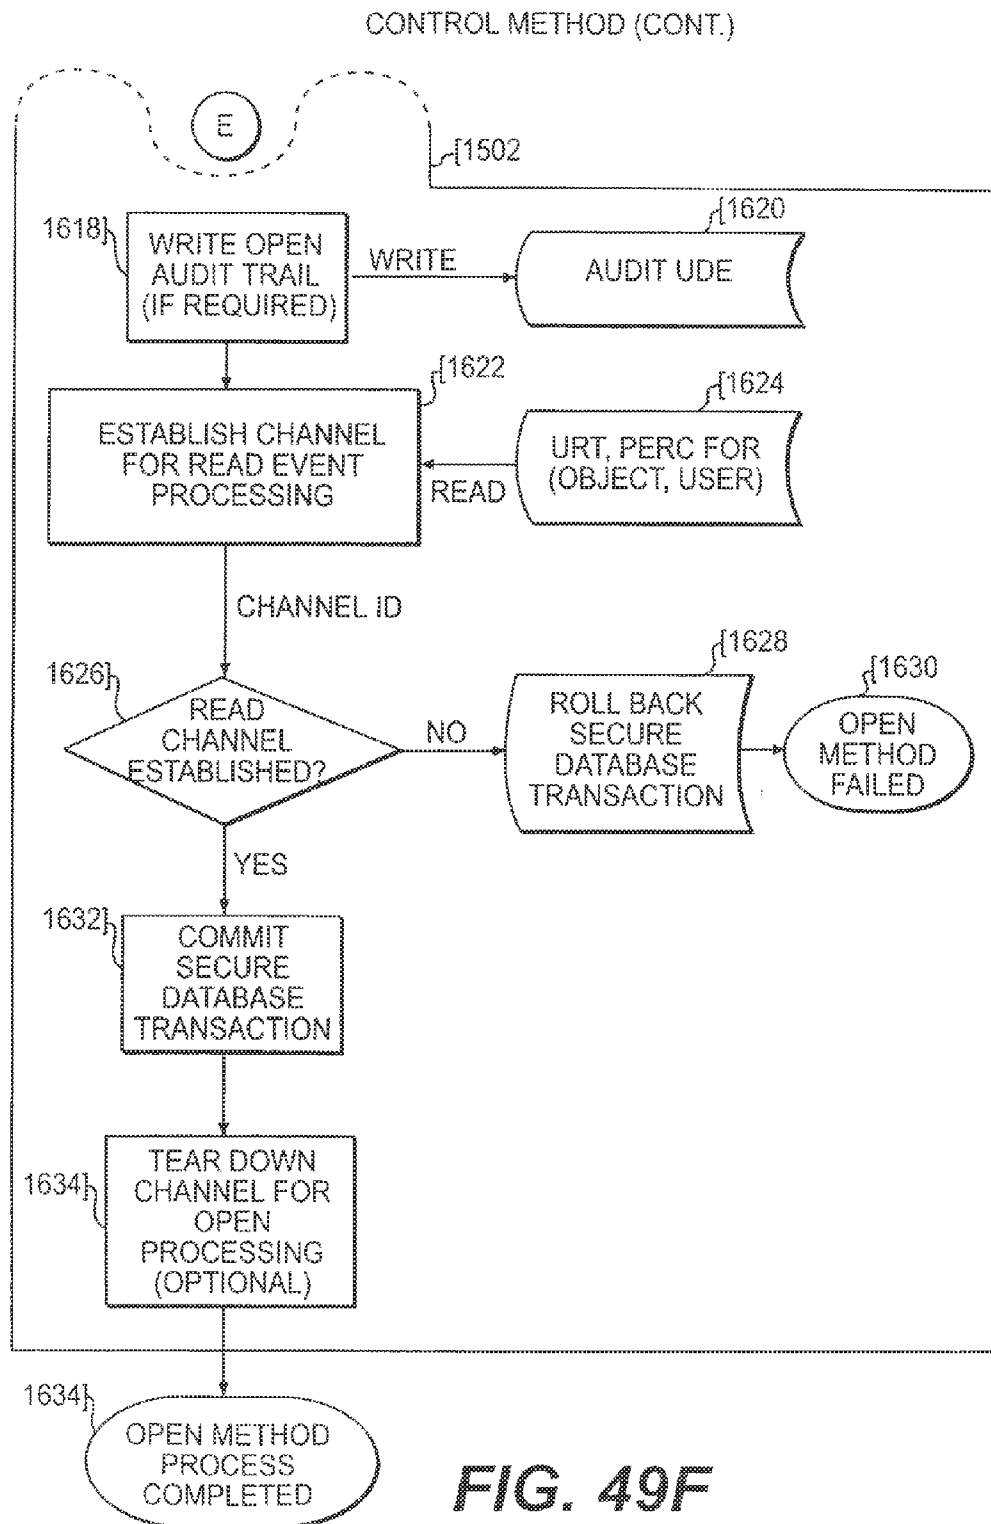 CONTROL METHOD (CONT.)
E
[1502
1618]
WRITE OPEN
AUDIT TRAIL
(IF REQUIRED)
WRITE
[1620
AUDIT UDE
[1622
ESTABLISH CHANNEL
FOR READ EVENT
PROCESSING
READ
[1624
URT, PERC FOR
(OBJECT, USER)
CHANNEL ID
1626]
READ
CHANNEL
ESTABLISHED?
NO
[1628
ROLL BACK
SECURE
DATABASE
TRANSACTION
[1630
OPEN
METHOD
FAILED
YES
1632]
COMMIT
SECURE
DATABASE
TRANSACTION
1634]
TEAR DOWN
CHANNEL FOR
OPEN
PROCESSING
(OPTIONAL)
1634]
OPEN METHOD
PROCESS
COMPLETED
FIG. 49F